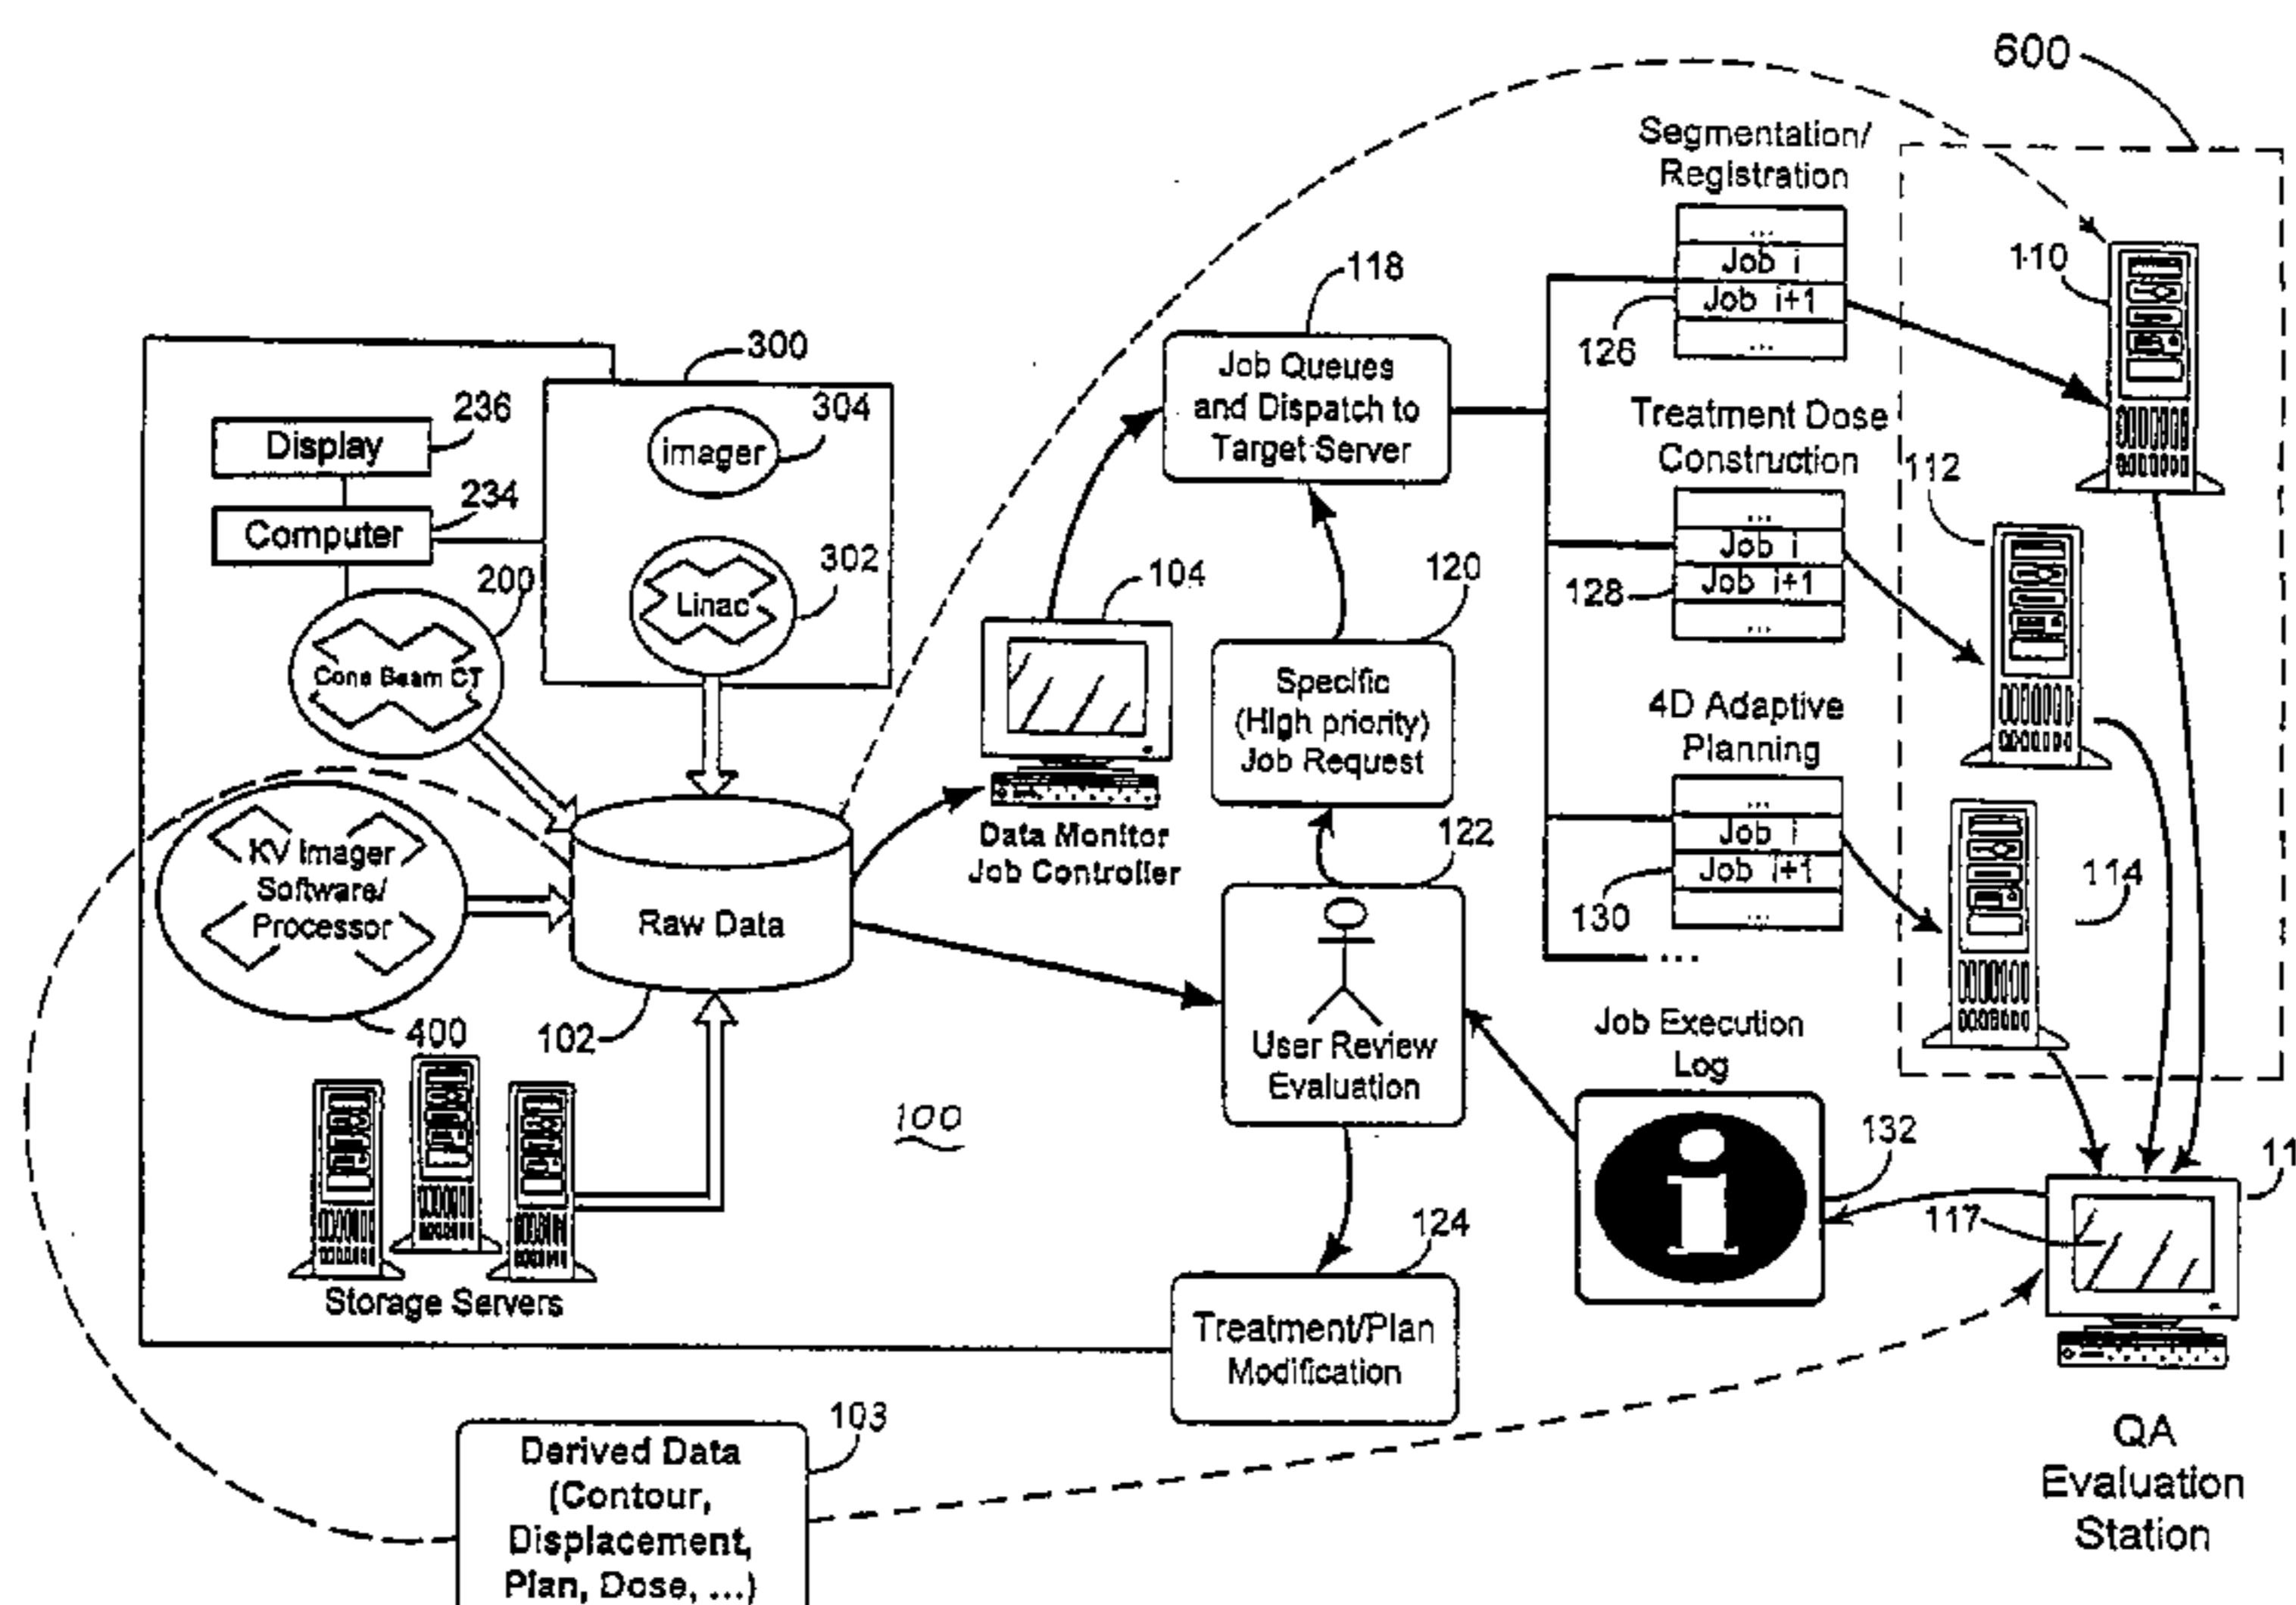 600
Segmentation/
Registration
...
Job i
Job i+1
...
126
110
118
Job Queues
and Dispatch to
Target Server
300
304
imager
236
Display
234
Computer
302
Linac
200
Cone Beam CT
Treatment Dose
Construction
...
Job i
Job i+1
...
128
112
104
Data Monitor
Job Controller
120
Specific
(High priority)
Job Request
4D Adaptive
Planning
...
Job i
Job i+1
...
130
114
...
KV Imager
Software/
Processor
400
Raw Data
102
122
User Review
Evaluation
Job Execution
Log
i
132
11
117
100
Storage Servers
124
Treatment/Plan
Modification
103
Derived Data
(Contour,
Displacement,
Plan, Dose, ...)
QA
Evaluation
Station